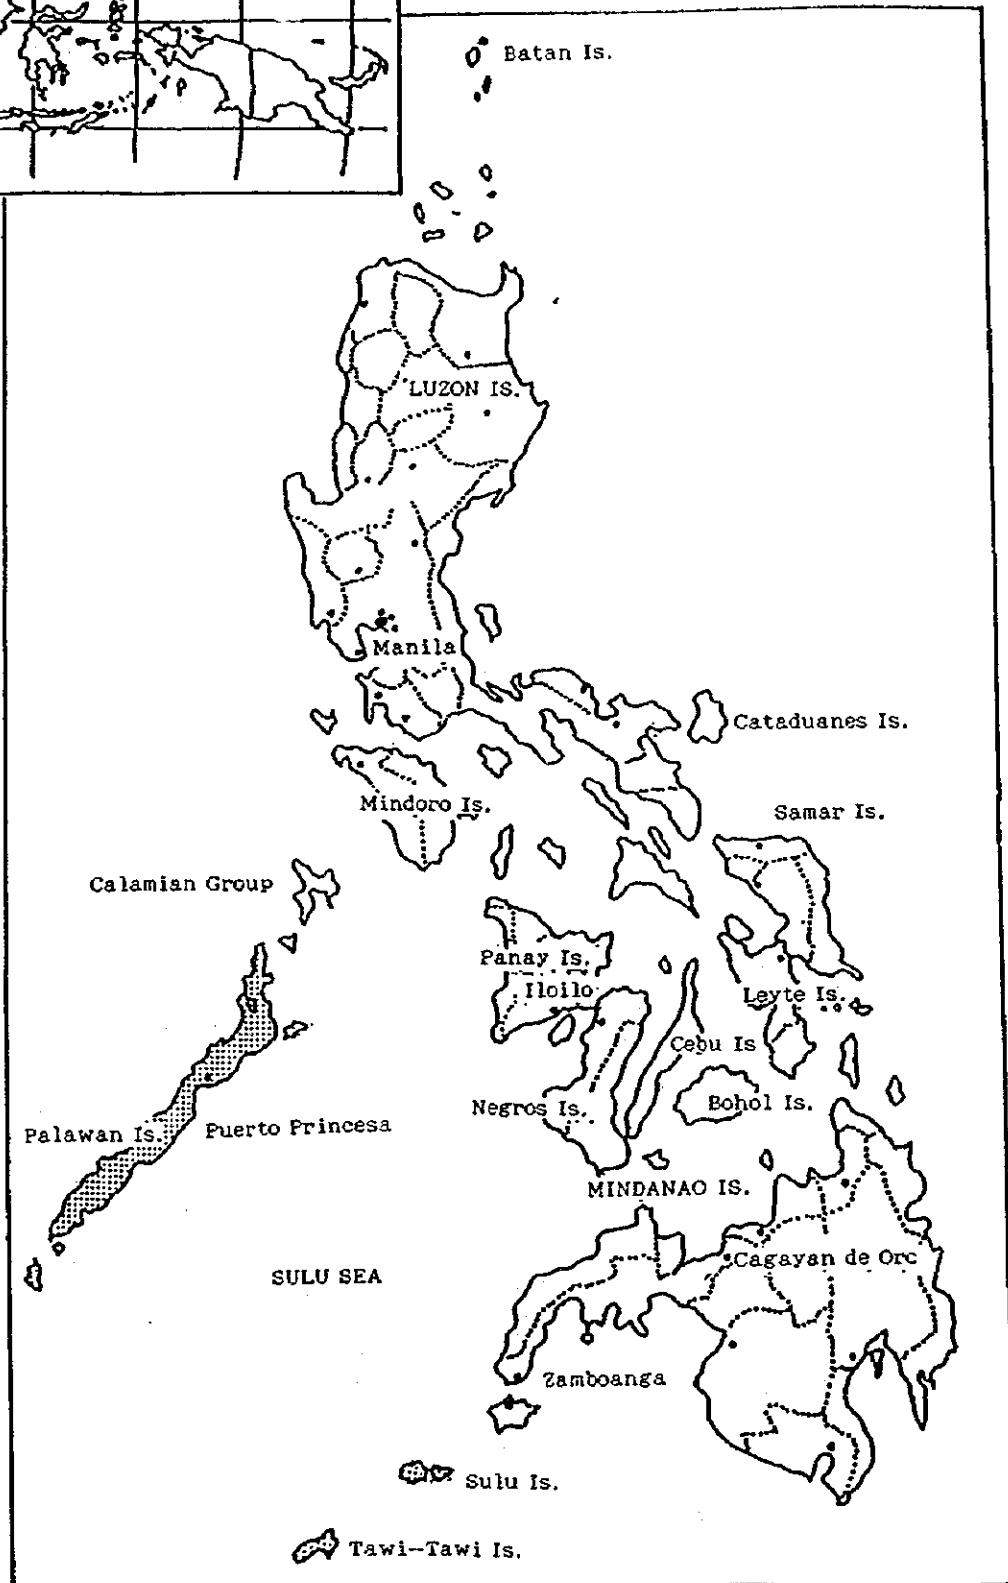 Batan Is.
LUZON IS.
Manila
Cataduanes Is.
Mindoro Is.
Samar Is.
Calamian Group
Panay Is.
Iloilo
Leyte Is.
Cebu Is
Negros Is.
Bohol Is.
Palawan Is.
Puerto Princesa
MINDANAO IS.
Cagayan de Orc
SULU SEA
Zamboanga
Sulu Is.
Tawi-Tawi Is.